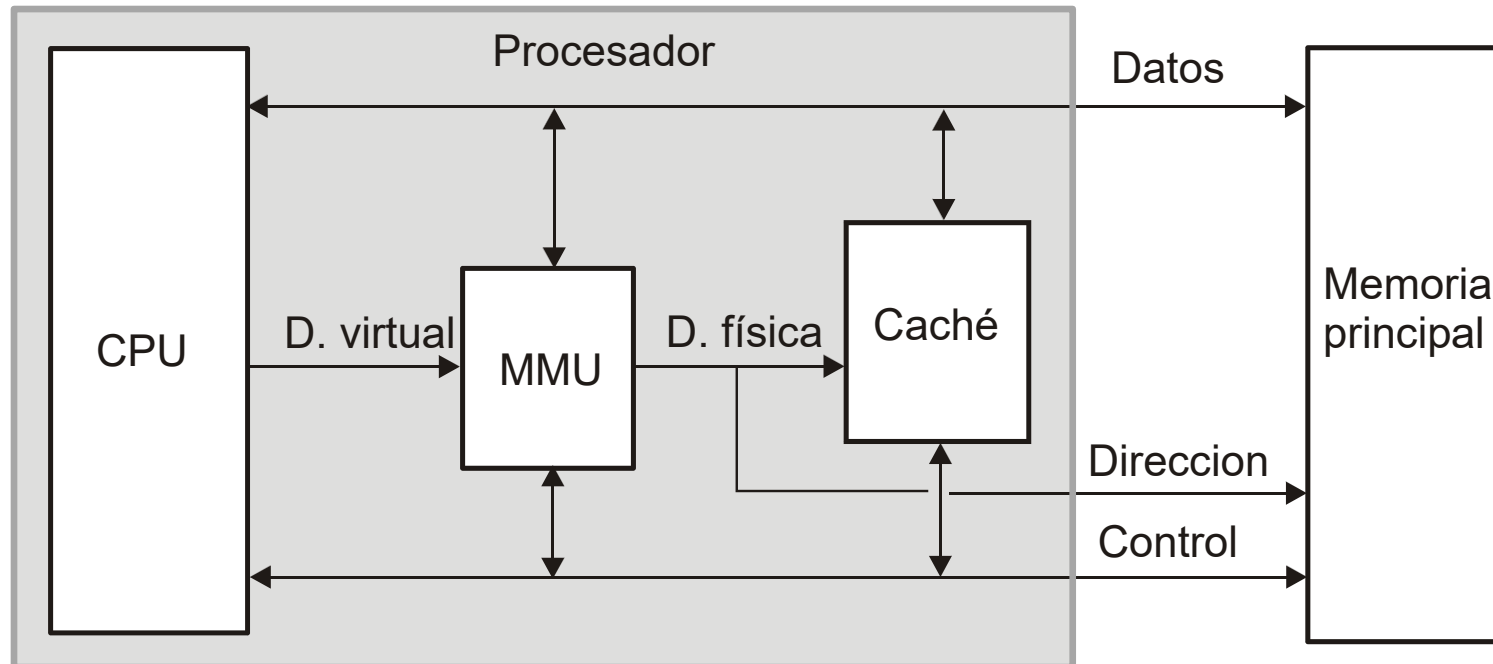 Procesador
Datos
CPU
D. virtual
MMU
D. física
Caché
Memoria
principal
Direccion
Control